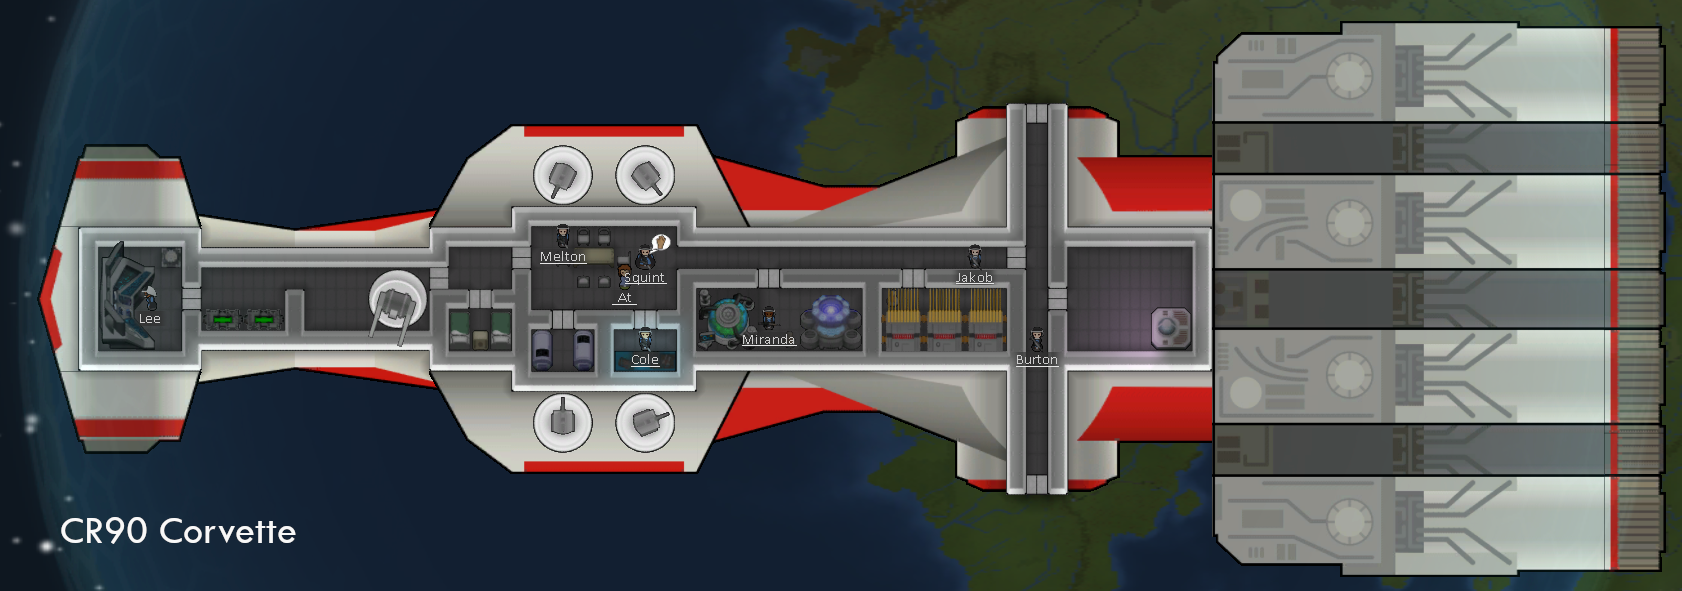 Melton
Squint
Jakob
At
Lee
Miranda
Cole
Burton
CR90 Corvette